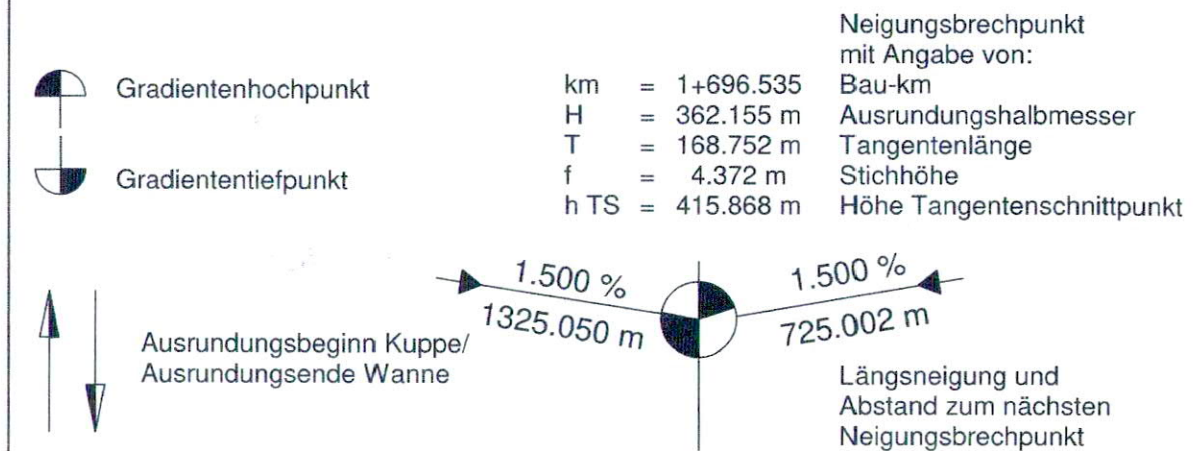 Gradientenhochpunkt
Gradiententiefpunkt
Neigungsbrechpunkt
mit Angabe von:
km = 1+696.535 Bau-km
H = 362.155 m Ausrundungshalbmesser
T = 168.752 m Tangentenlänge
f = 4.372 m Stichhöhe
h TS = 415.868 m Höhe Tangentenschnittpunkt
Ausrundungsbeginn Kuppe/
Ausrundungsende Wanne
1.500 %
1325.050 m
1.500 %
725.002 m
Längsneigung und
Abstand zum nächsten
Neigungsbrechpunkt